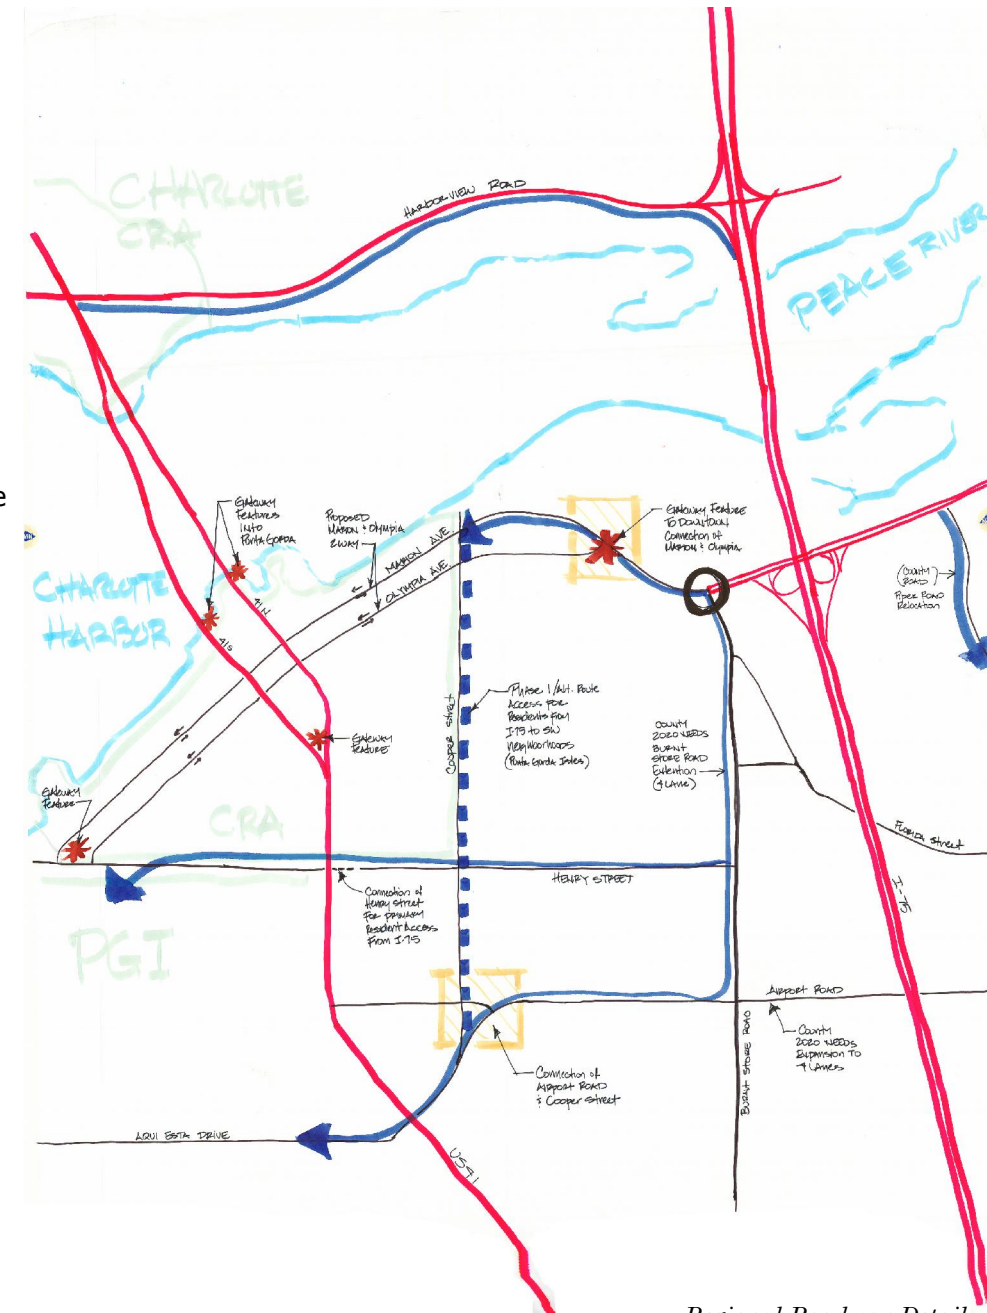 CHARLOTTE
CRA
HARBORVIEW ROAD
PEACE RIVER
e
GATEWAY
FEATURES
INTO
PUNTA GORDA
PROPOSED
MARION & OLYMPIA
2WAY
MARION AVE.
OLYMPIA AVE.
GATEWAY FEATURE
TO DOWNTOWN
CONNECTION OF
MARION & OLYMPIA
(COUNTY
ROAD)
PIPER ROAD
RELOCATION
CHARLOTTE
HARBOR
41N
41S
COOPER STREET
PHASE 1/ALT. ROUTE
ACCESS FOR
RESIDENTS FROM
I-75 TO SW
NEIGHBORHOODS
(PUNTA GORDA ISLES)
COUNTY
2020 NEEDS
BURNT
STORE ROAD
EXTENTION
(4 LANE)
GATEWAY
FEATURE
GATEWAY
FEATURE
CRA
FLORIDA STREET
I-75
HENRY STREET
CONNECTION OF
HENRY STREET
FOR PRIMARY
RESIDENT ACCESS
FROM I-75
PGI
AIRPORT ROAD
COUNTY
2020 NEEDS
EXPANSION TO
4 LANES
BURNT STORE ROAD
CONNECTION OF
AIRPORT ROAD
& COOPER STREET
AQUI ESTA DRIVE
US41